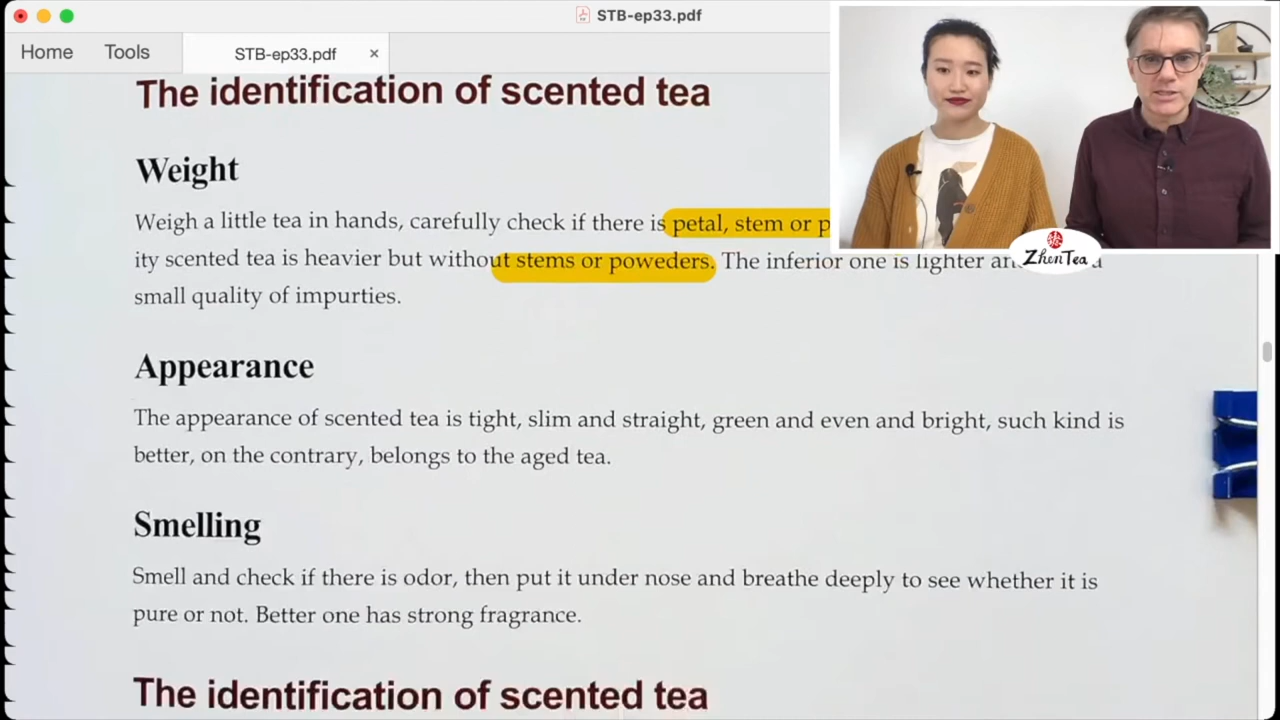 STB-ep33.pdf
Home Tools STB-ep33.pdf ×
The identification of scented tea
Weight
Weigh a little tea in hands, carefully check if there is petal, stem or p
ity scented tea is heavier but without stems or poweders. The inferior one is lighter an
small quality of impurties.
Appearance
The appearance of scented tea is tight, slim and straight, green and even and bright, such kind is
better, on the contrary, belongs to the aged tea.
Smelling
Smell and check if there is odor, then put it under nose and breathe deeply to see whether it is
pure or not. Better one has strong fragrance.
The identification of scented tea
ZhenTea